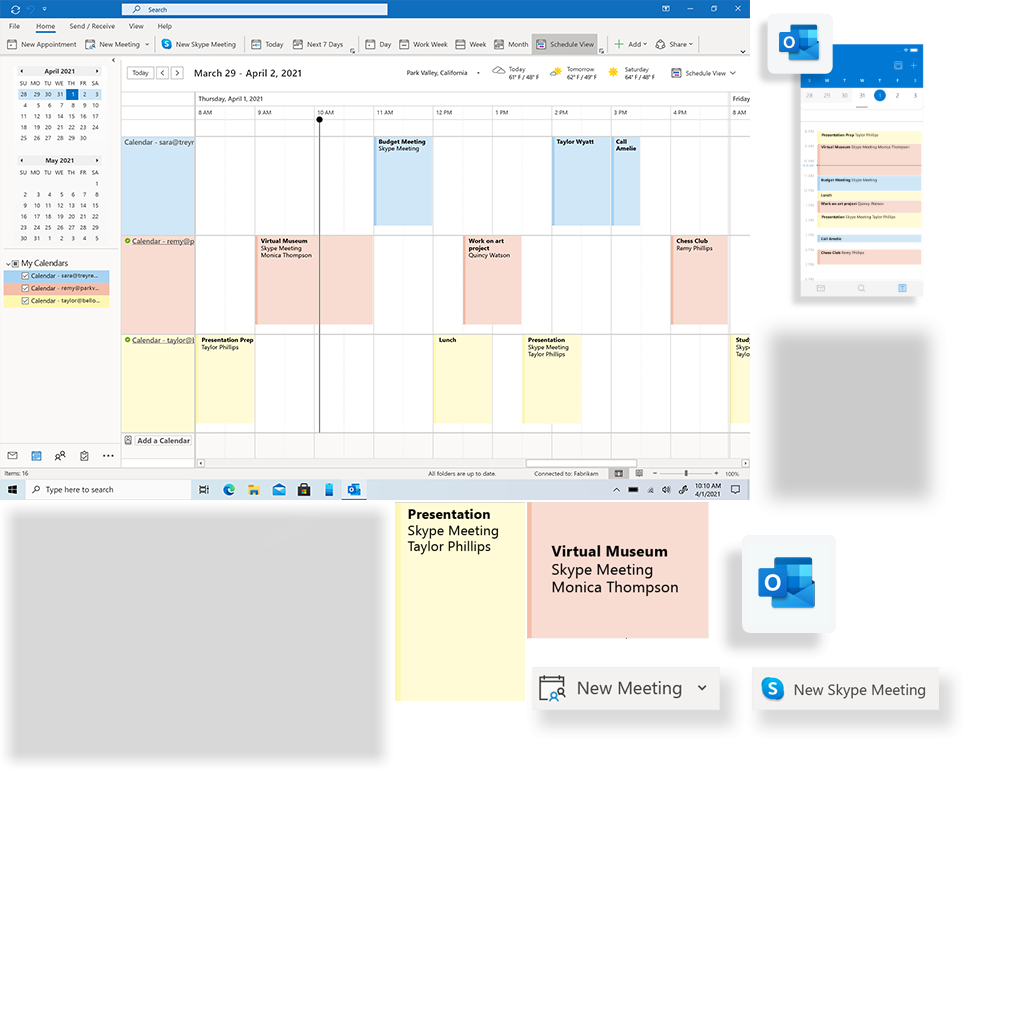 Search
File Home Send / Receive View Help
New Appointment New Meeting New Skype Meeting Today Next 7 Days Day Work Week Week Month Schedule View Add Share
April 2021
SU MO TU WE TH FR SA
28 29 30 31 1 2 3
4 5 6 7 8 9 10
11 12 13 14 15 16 17
18 19 20 21 22 23 24
25 26 27 28 29 30
May 2021
SU MO TU WE TH FR SA
1
2 3 4 5 6 7 8
9 10 11 12 13 14 15
16 17 18 19 20 21 22
23 24 25 26 27 28 29
30 31 1 2 3 4 5
My Calendars
Calendar - sara@treyre...
Calendar - remy@parkv...
Calendar - taylor@bello...
Items: 16
Today March 29 - April 2, 2021
Park Valley, California
Today
61° F / 48° F
Tomorrow
62° F / 49° F
Saturday
64° F / 48° F
Schedule View
Thursday, April 1, 2021 Friday
8 AM 9 AM 10 AM 11 AM 12 PM 1 PM 2 PM 3 PM 4 PM 8 AM
Calendar - sara@treyr
Budget Meeting
Skype Meeting
Taylor Wyatt
Call
Amelie
Calendar - remy@p
Virtual Museum
Skype Meeting
Monica Thompson
Work on art
project
Quincy Watson
Chess Club
Remy Phillips
Calendar - taylor@b
Presentation Prep
Taylor Phillips
Lunch
Presentation
Skype Meeting
Taylor Phillips
Stud
Skyp
Taylo
Add a Calendar
All folders are up to date. Connected to: Fabrikam 100%
Type here to search
10:10 AM
4/1/2021
S M T W T F S
28 29 30 31 1 2 3
Presentation Prep Taylor Phillips
Virtual Museum Skype Meeting Monica Thompson
Budget Meeting Skype Meeting
Lunch
Work on art project Quincy Watson
Presentation Skype Meeting Taylor Phillips
Call Amelie
Chess Club Remy Phillips
Presentation
Skype Meeting
Taylor Phillips
Virtual Museum
Skype Meeting
Monica Thompson
New Meeting
New Skype Meeting